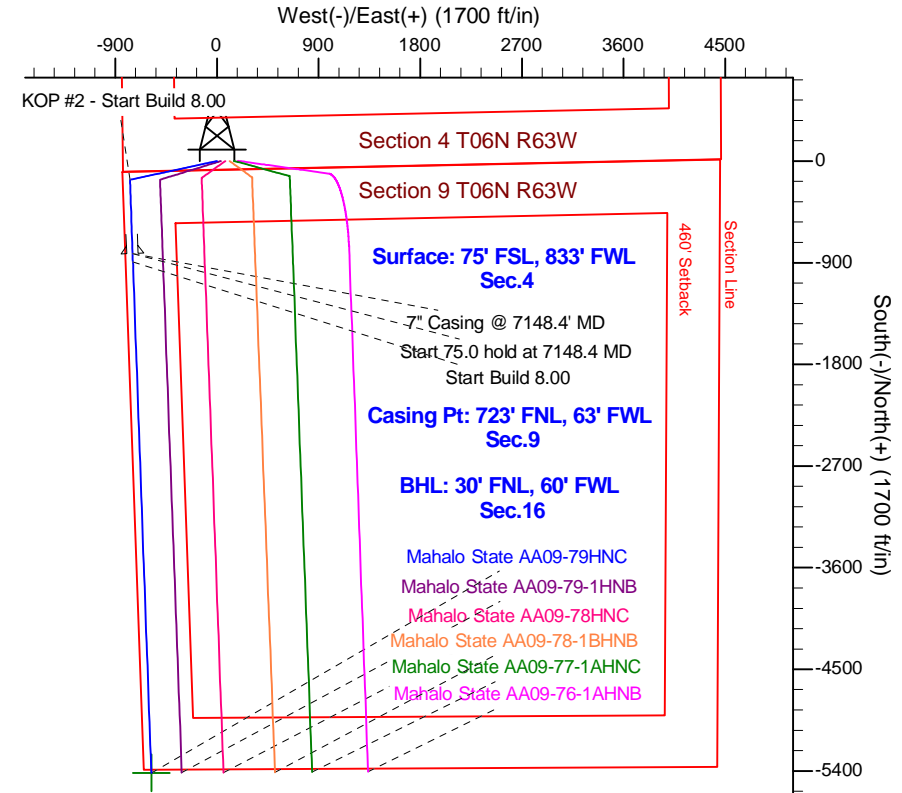 West(-)/East(+) (1700 ft/in)
-900 0 900 1800 2700 3600 4500
KOP #2 - Start Build 8.00
Section 4 T06N R63W
0
Section 9 T06N R63W
Section Line
460' Setback
Surface: 75' FSL, 833' FWL
Sec.4
-900
7" Casing @ 7148.4' MD
Start 75.0 hold at 7148.4 MD
Start Build 8.00
-1800
South(-)/North(+) (1700 ft/in)
Casing Pt: 723' FNL, 63' FWL
Sec.9
-2700
BHL: 30' FNL, 60' FWL
Sec.16
Mahalo State AA09-79HNC
-3600
Mahalo State AA09-79-1HNB
Mahalo State AA09-78HNC
Mahalo State AA09-78-1BHNB
Mahalo State AA09-77-1AHNC
-4500
Mahalo State AA09-76-1AHNB
-5400